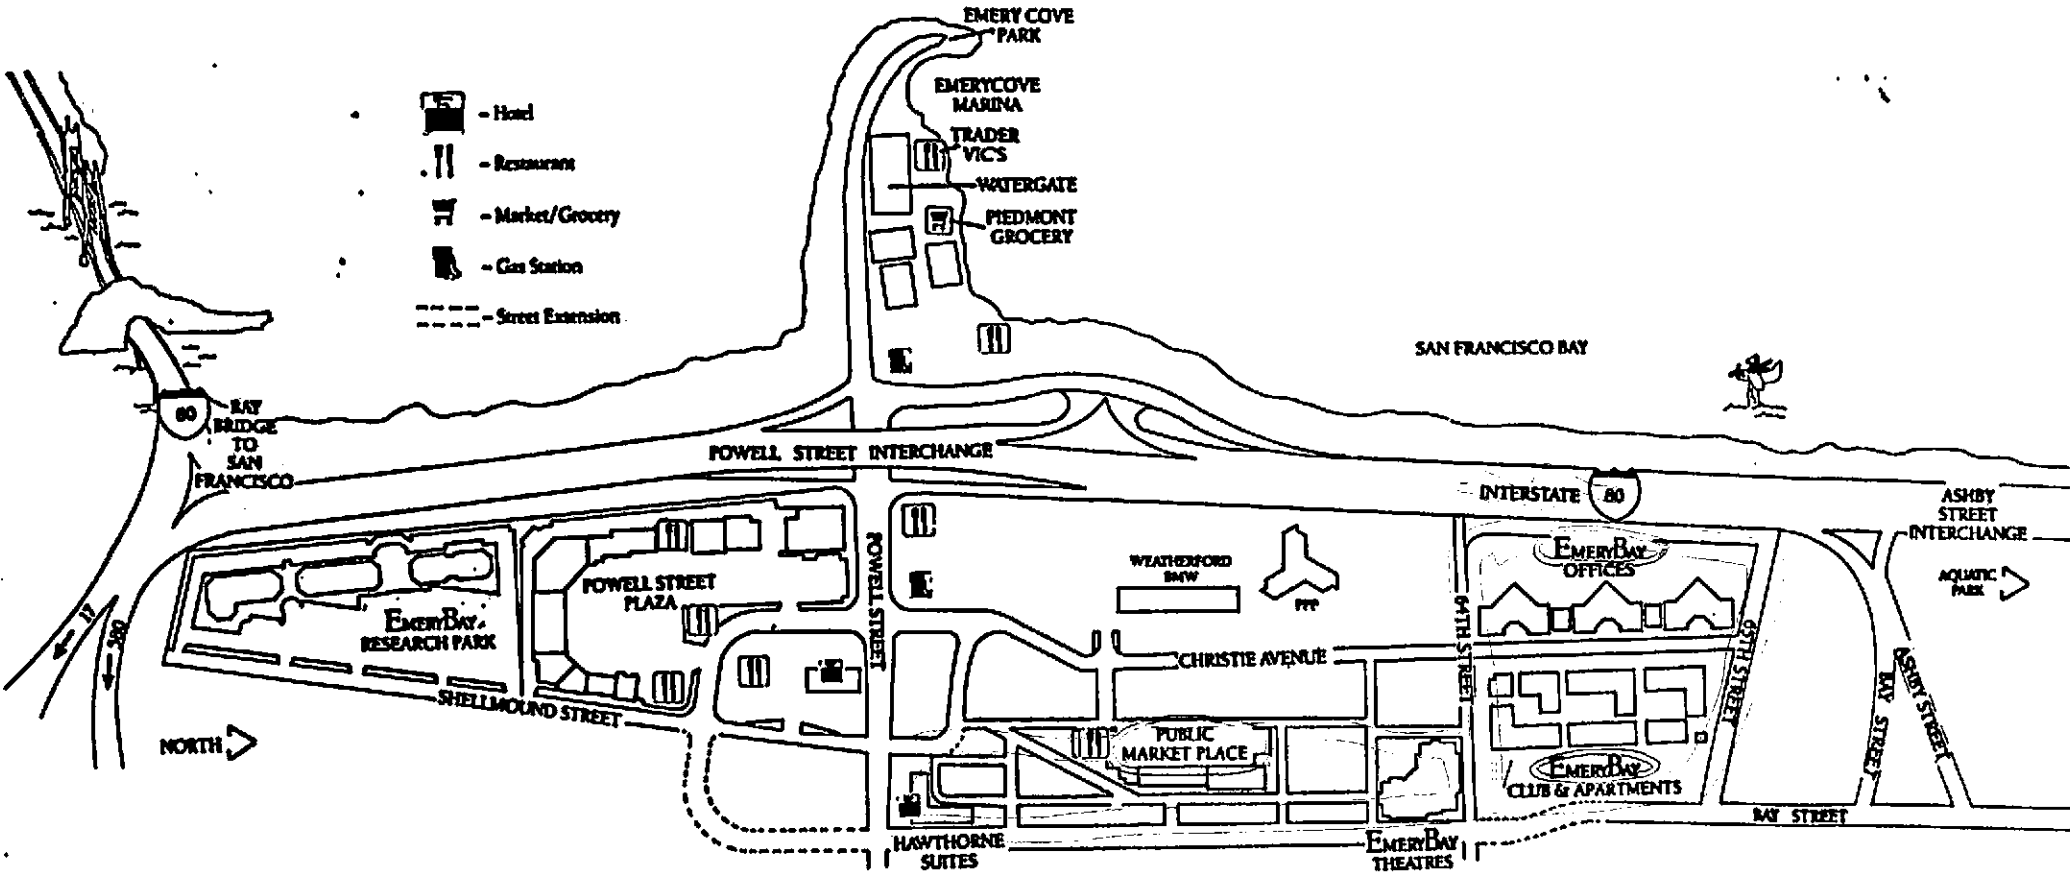 EMERY COVE
PARK
EMERYCOVE
MARINA
- Hotel
TRADER
VIC'S
- Restaurant
WATERGATE
- Market/Grocery
PIEDMONT
GROCERY
- Gas Station
- Street Extension
SAN FRANCISCO BAY
80
BAY
BRIDGE
TO
SAN
FRANCISCO
POWELL STREET INTERCHANGE
INTERSTATE
80
ASHBY
STREET
INTERCHANGE
POWELL STREET
WEATHERFORD
BMW
PPP
EMERYBAY
OFFICES
AQUATIC
PARK
POWELL STREET
PLAZA
EMERYBAY
RESEARCH PARK
17
580
64TH STREET
65TH STREET
CHRISTIE AVENUE
BAY STREET
ASHBY STREET
SHELLMOUND STREET
NORTH
PUBLIC
MARKET PLACE
EMERYBAY
CLUB & APARTMENTS
BAY STREET
HAWTHORNE
SUITES
EMERYBAY
THEATRES